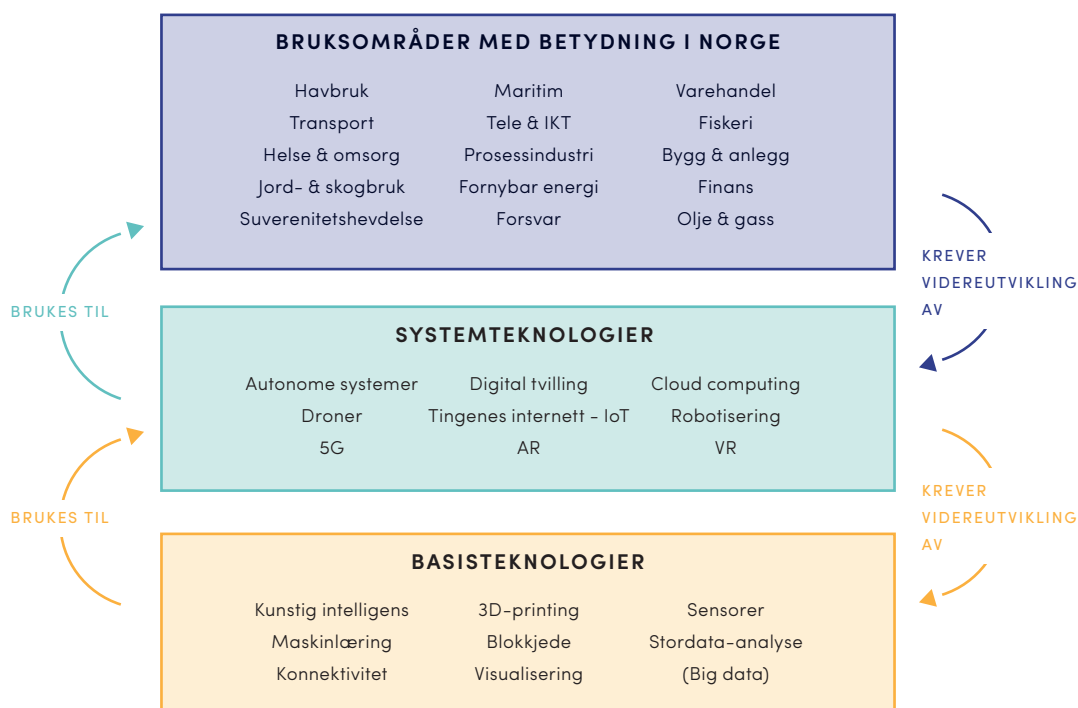 BRUKSOMRÅDER MED BETYDNING I NORGE
Havbruk Maritim Varehandel
Transport Tele & IKT Fiskeri
Helse & omsorg Prosessindustri Bygg & anlegg
Jord- & skogbruk Fornybar energi Finans
Suverenitetshevdelse Forsvar Olje & gass
BRUKES TIL
KREVER
VIDEREUTVIKLING
AV
SYSTEMTEKNOLOGIER
Autonome systemer Digital tvilling Cloud computing
Droner Tingenes internett - IoT Robotisering
5G AR VR
BRUKES TIL
KREVER
VIDEREUTVIKLING
AV
BASISTEKNOLOGIER
Kunstig intelligens 3D-printing Sensorer
Maskinlæring Blokkjede Stordata-analyse
Konnektivitet Visualisering (Big data)